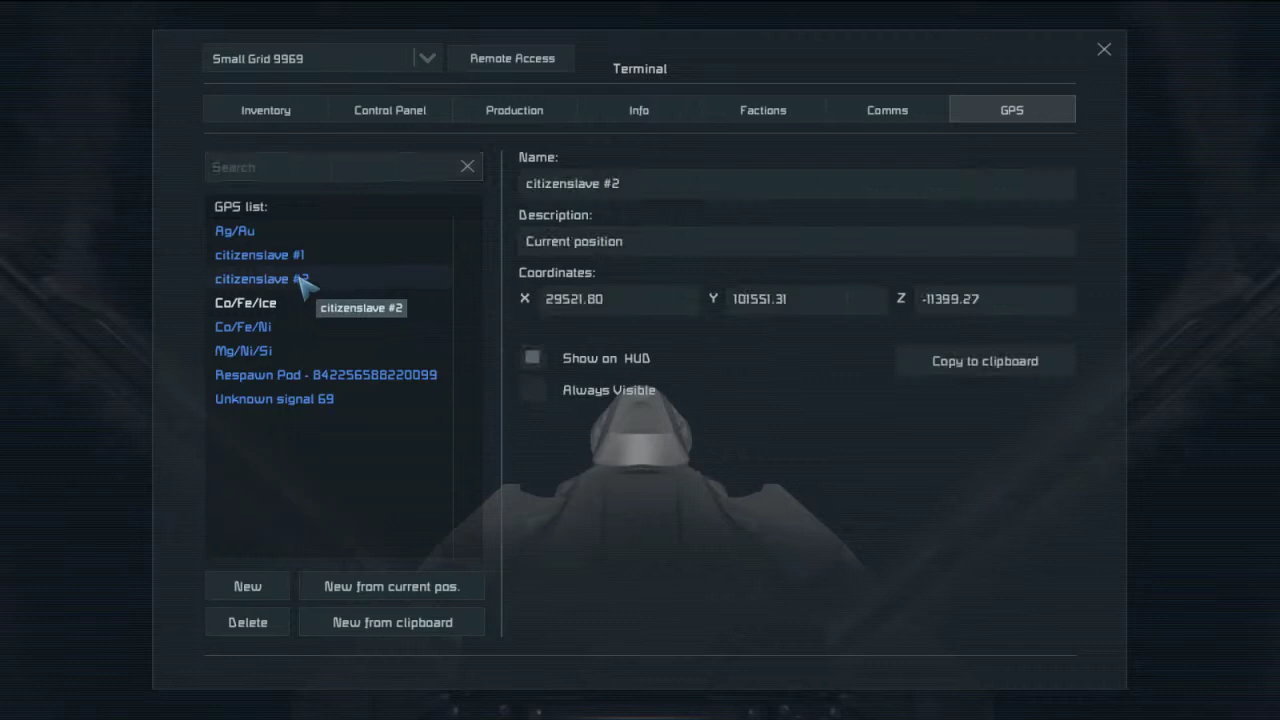 Small Grid 9969
Remote Access
Terminal
Inventory
Control Panel
Production
Info
Factions
Comms
GPS
Search
GPS list:
Ag/Au
citizenslave #1
citizenslave #2
Co/Fe/Ice
Co/Fe/Ni
Mg/Ni/Si
Respawn Pod - 842256588220099
Unknown signal 69
citizenslave #2
New
New from current pos.
Delete
New from clipboard
Name:
citizenslave #2
Description:
Current position
Coordinates:
X 29521.80 Y 101551.31 Z -11399.27
Show on HUD
Copy to clipboard
Always Visible